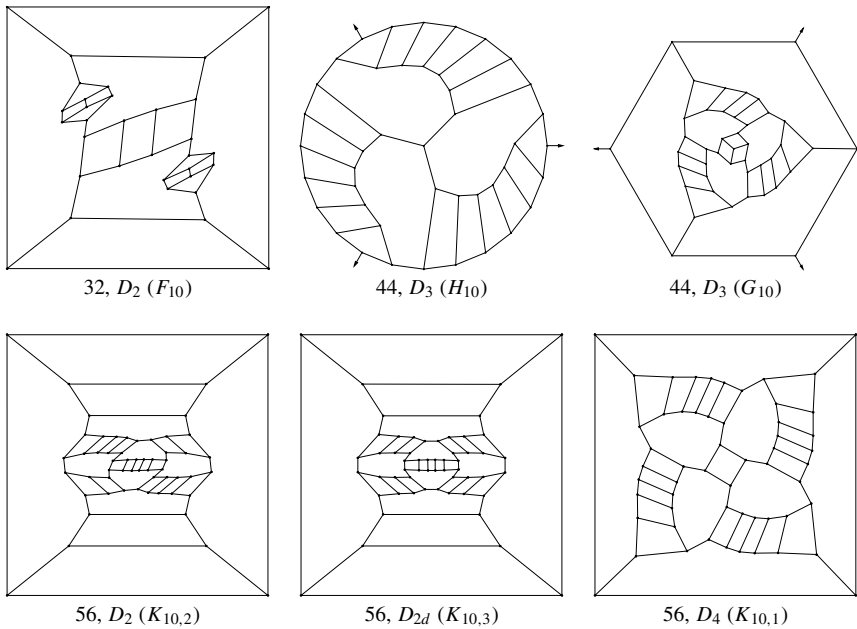 32, D₂ (F₁₀)
44, D₃ (H₁₀)
44, D₃ (G₁₀)
56, D₂ (K₁₀,₂)
56, D₂d (K₁₀,₃)
56, D₄ (K₁₀,₁)